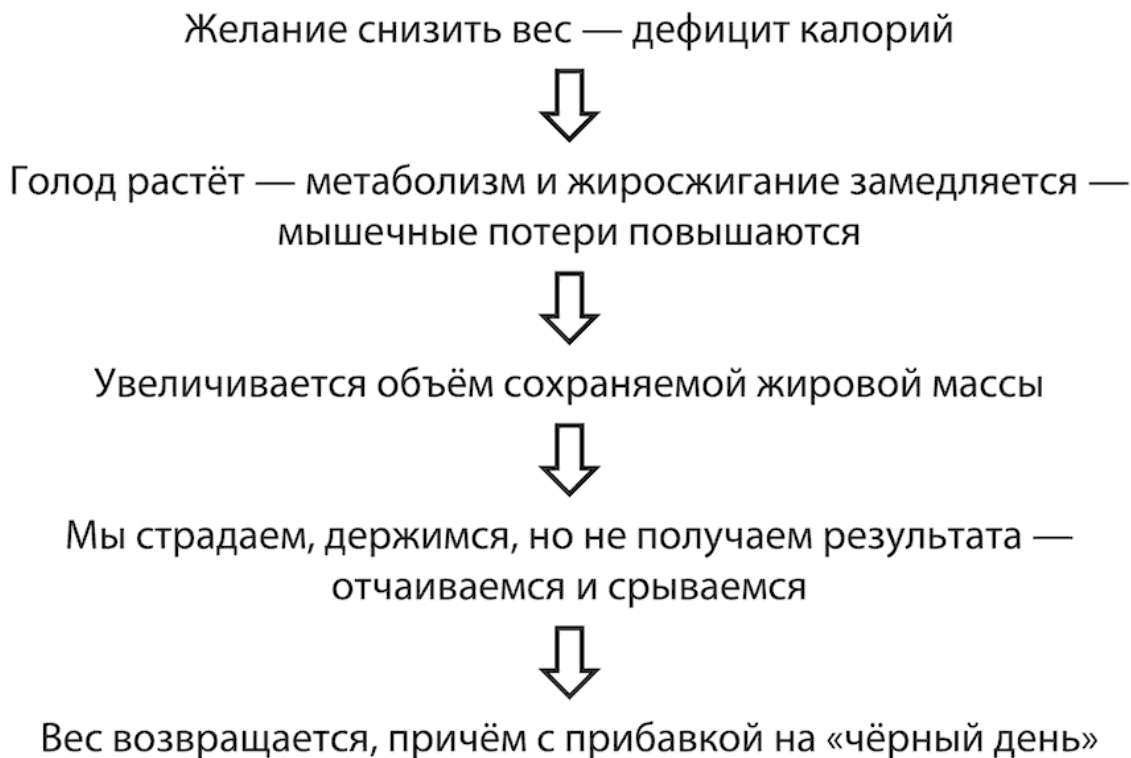 Желание снизить вес — дефицит калорий
Голод растёт — метаболизм и жиросжигание замедляется —
мышечные потери повышаются
Увеличивается объём сохраняемой жировой массы
Мы страдаем, держимся, но не получаем результата —
отчаиваемся и срываемся
Вес возвращается, причём с прибавкой на «чёрный день»